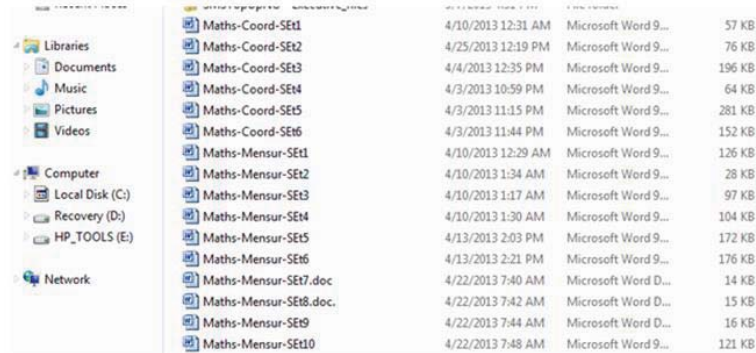 Libraries
Documents
Music
Pictures
Videos
Computer
Local Disk (C:)
Recovery (D:)
HP_TOOLS (E:)
Network
Maths-Coord-SEt1 4/10/2013 12:31 AM Microsoft Word 9... 57 KB
Maths-Coord-SEt2 4/25/2013 12:19 PM Microsoft Word 9... 76 KB
Maths-Coord-SEt3 4/4/2013 12:35 PM Microsoft Word 9... 196 KB
Maths-Coord-SEt4 4/3/2013 10:59 PM Microsoft Word 9... 64 KB
Maths-Coord-SEt5 4/3/2013 11:15 PM Microsoft Word 9... 281 KB
Maths-Coord-SEt6 4/3/2013 11:44 PM Microsoft Word 9... 152 KB
Maths-Mensur-SEt1 4/10/2013 12:29 AM Microsoft Word 9... 126 KB
Maths-Mensur-SEt2 4/10/2013 1:34 AM Microsoft Word 9... 28 KB
Maths-Mensur-SEt3 4/10/2013 1:17 AM Microsoft Word 9... 97 KB
Maths-Mensur-SEt4 4/10/2013 1:30 AM Microsoft Word 9... 104 KB
Maths-Mensur-SEt5 4/13/2013 2:03 PM Microsoft Word 9... 172 KB
Maths-Mensur-SEt6 4/13/2013 2:21 PM Microsoft Word 9... 176 KB
Maths-Mensur-SEt7.doc 4/22/2013 7:40 AM Microsoft Word D... 14 KB
Maths-Mensur-SEt8.doc. 4/22/2013 7:42 AM Microsoft Word D... 15 KB
Maths-Mensur-SEt9 4/22/2013 7:44 AM Microsoft Word D... 16 KB
Maths-Mensur-SEt10 4/22/2013 7:48 AM Microsoft Word 9... 121 KB